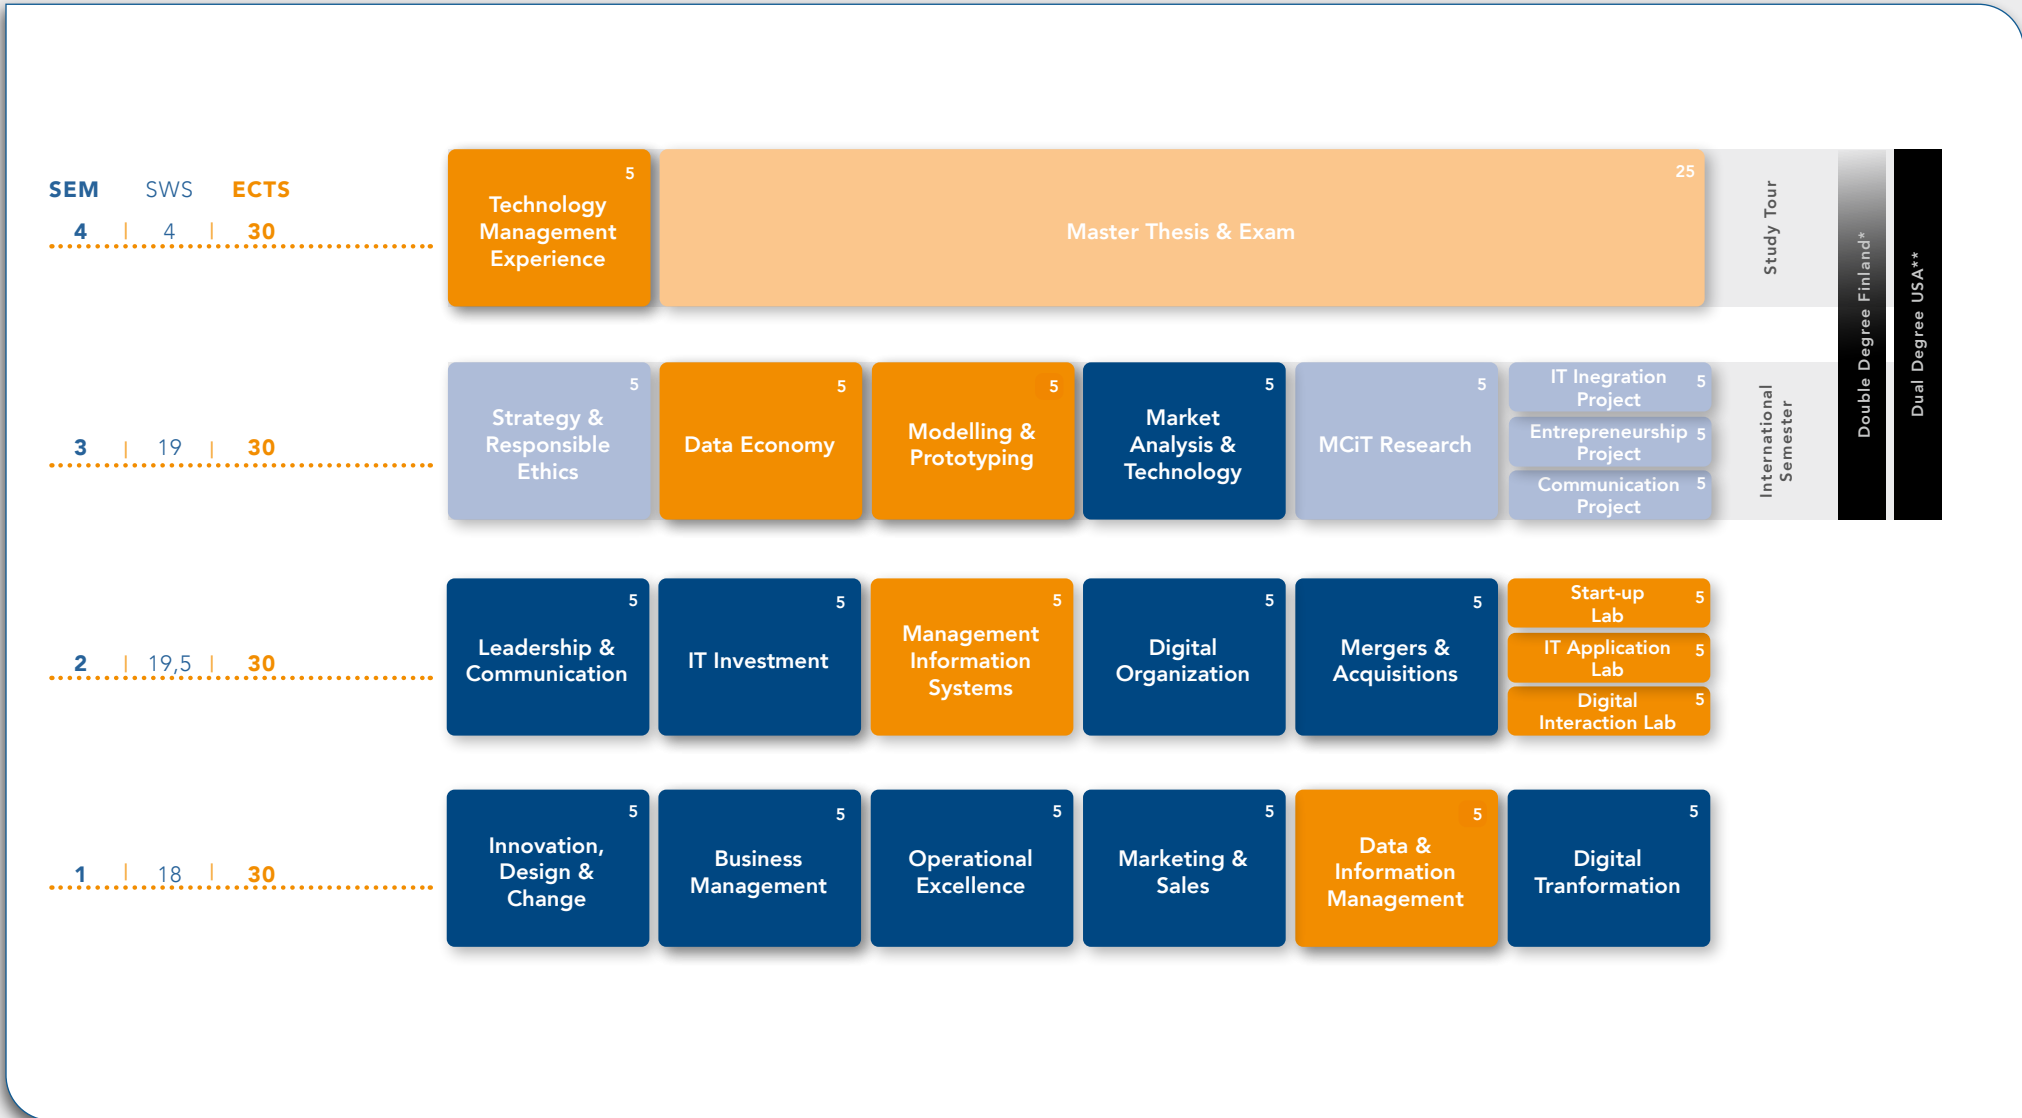 SEM SWS ECTS
4 | 4 | 30
5
Technology
Management
Experience
25
Master Thesis & Exam
Study Tour
Double Degree Finland*
Dual Degree USA**
3 | 19 | 30
5
Strategy &
Responsible
Ethics
5
Data Economy
5
Modelling &
Prototyping
5
Market
Analysis &
Technology
5
MCiT Research
IT Inegration 5
Project
Entrepreneurship 5
Project
Communication 5
Project
International
Semester
2 | 19,5 | 30
5
Leadership &
Communication
5
IT Investment
5
Management
Information
Systems
5
Digital
Organization
5
Mergers &
Acquisitions
Start-up 5
Lab
IT Application 5
Lab
Digital 5
Interaction Lab
1 | 18 | 30
5
Innovation,
Design &
Change
5
Business
Management
5
Operational
Excellence
5
Marketing &
Sales
5
Data &
Information
Management
5
Digital
Tranformation